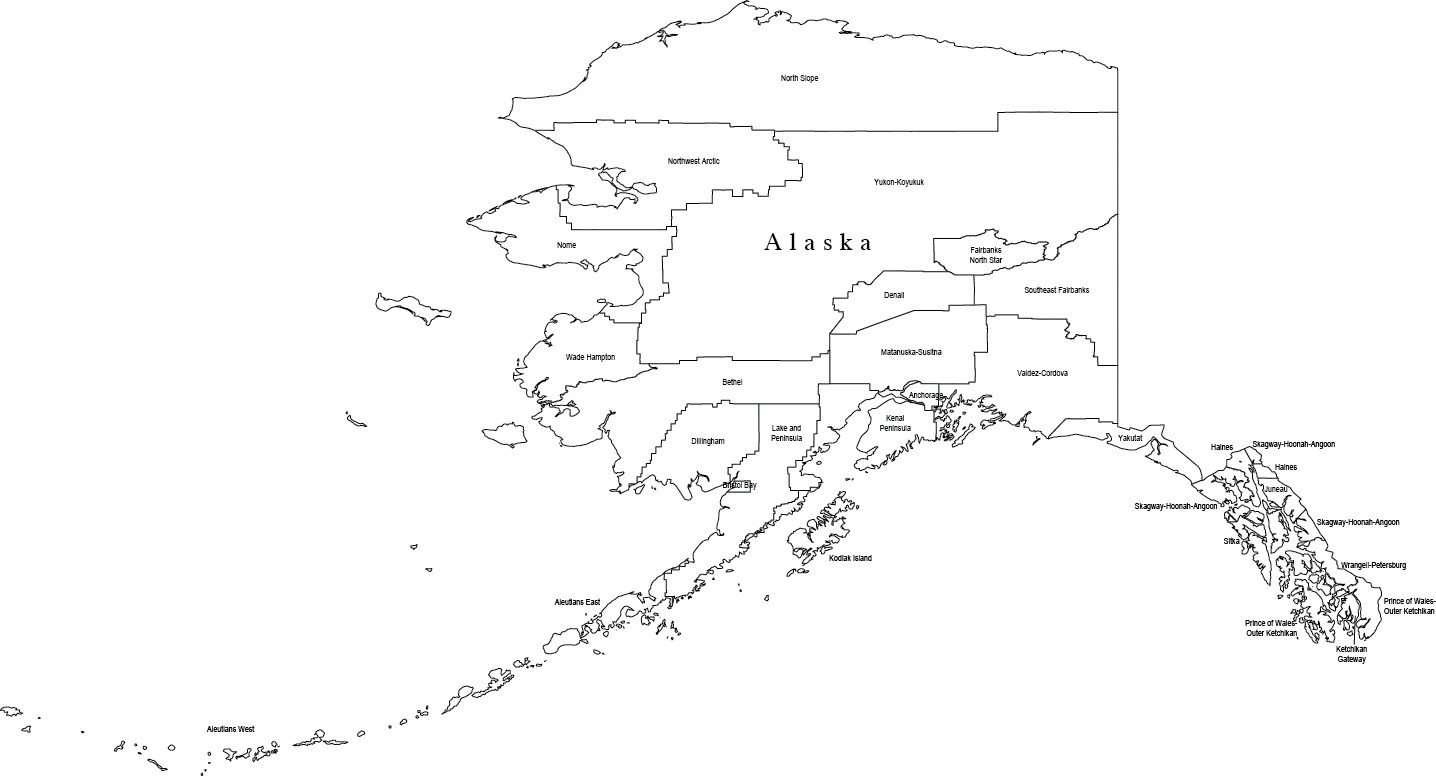 North Slope
Northwest Arctic
Yukon-Koyukuk
Alaska
Nome
Fairbanks
North Star
Denali
Southeast Fairbanks
Wade Hampton
Matanuska-Susitna
Valdez-Cordova
Bethel
Anchorage
Kenai
Peninsula
Lake and
Peninsula
Dillingham
Yakutat
Haines
Skagway-Hoonah-Angoon
Haines
Bristol Bay
Juneau
Skagway-Hoonah-Angoon
Skagway-Hoonah-Angoon
Sitka
Kodiak Island
Wrangell-Petersburg
Aleutians East
Prince of Wales-
Outer Ketchikan
Prince of Wales-
Outer Ketchikan
Ketchikan
Gateway
Aleutians West